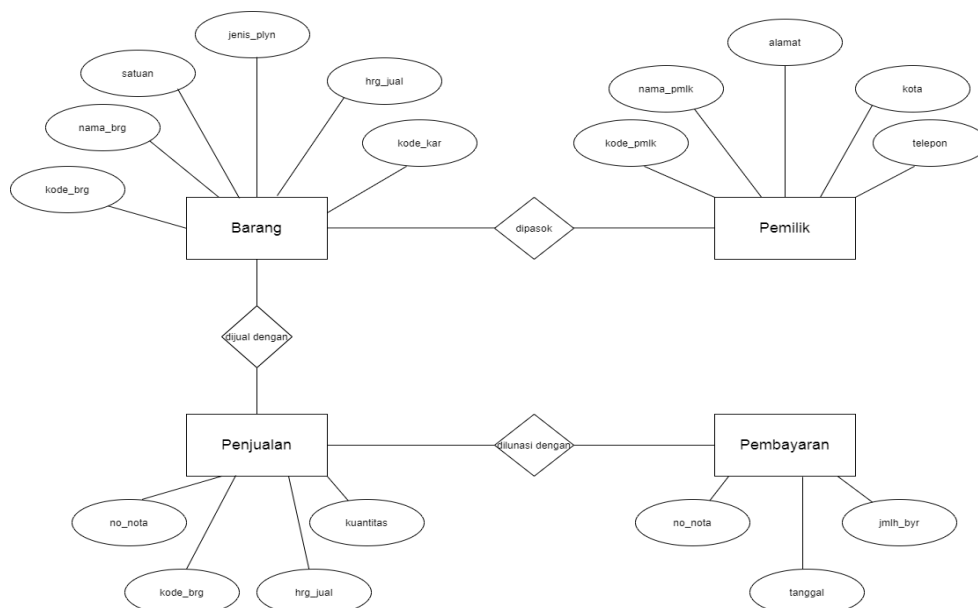 jenis_plyn
alamat
satuan
hrg_jual
nama_pmlk
kota
nama_brg
kode_kar
kode_pmlk
telepon
kode_brg
Barang
dipasok
Pemilik
dijual dengan
Penjualan
dilunasi dengan
Pembayaran
no_nota
kuantitas
no_nota
jmlh_byr
kode_brg
hrg_jual
tanggal